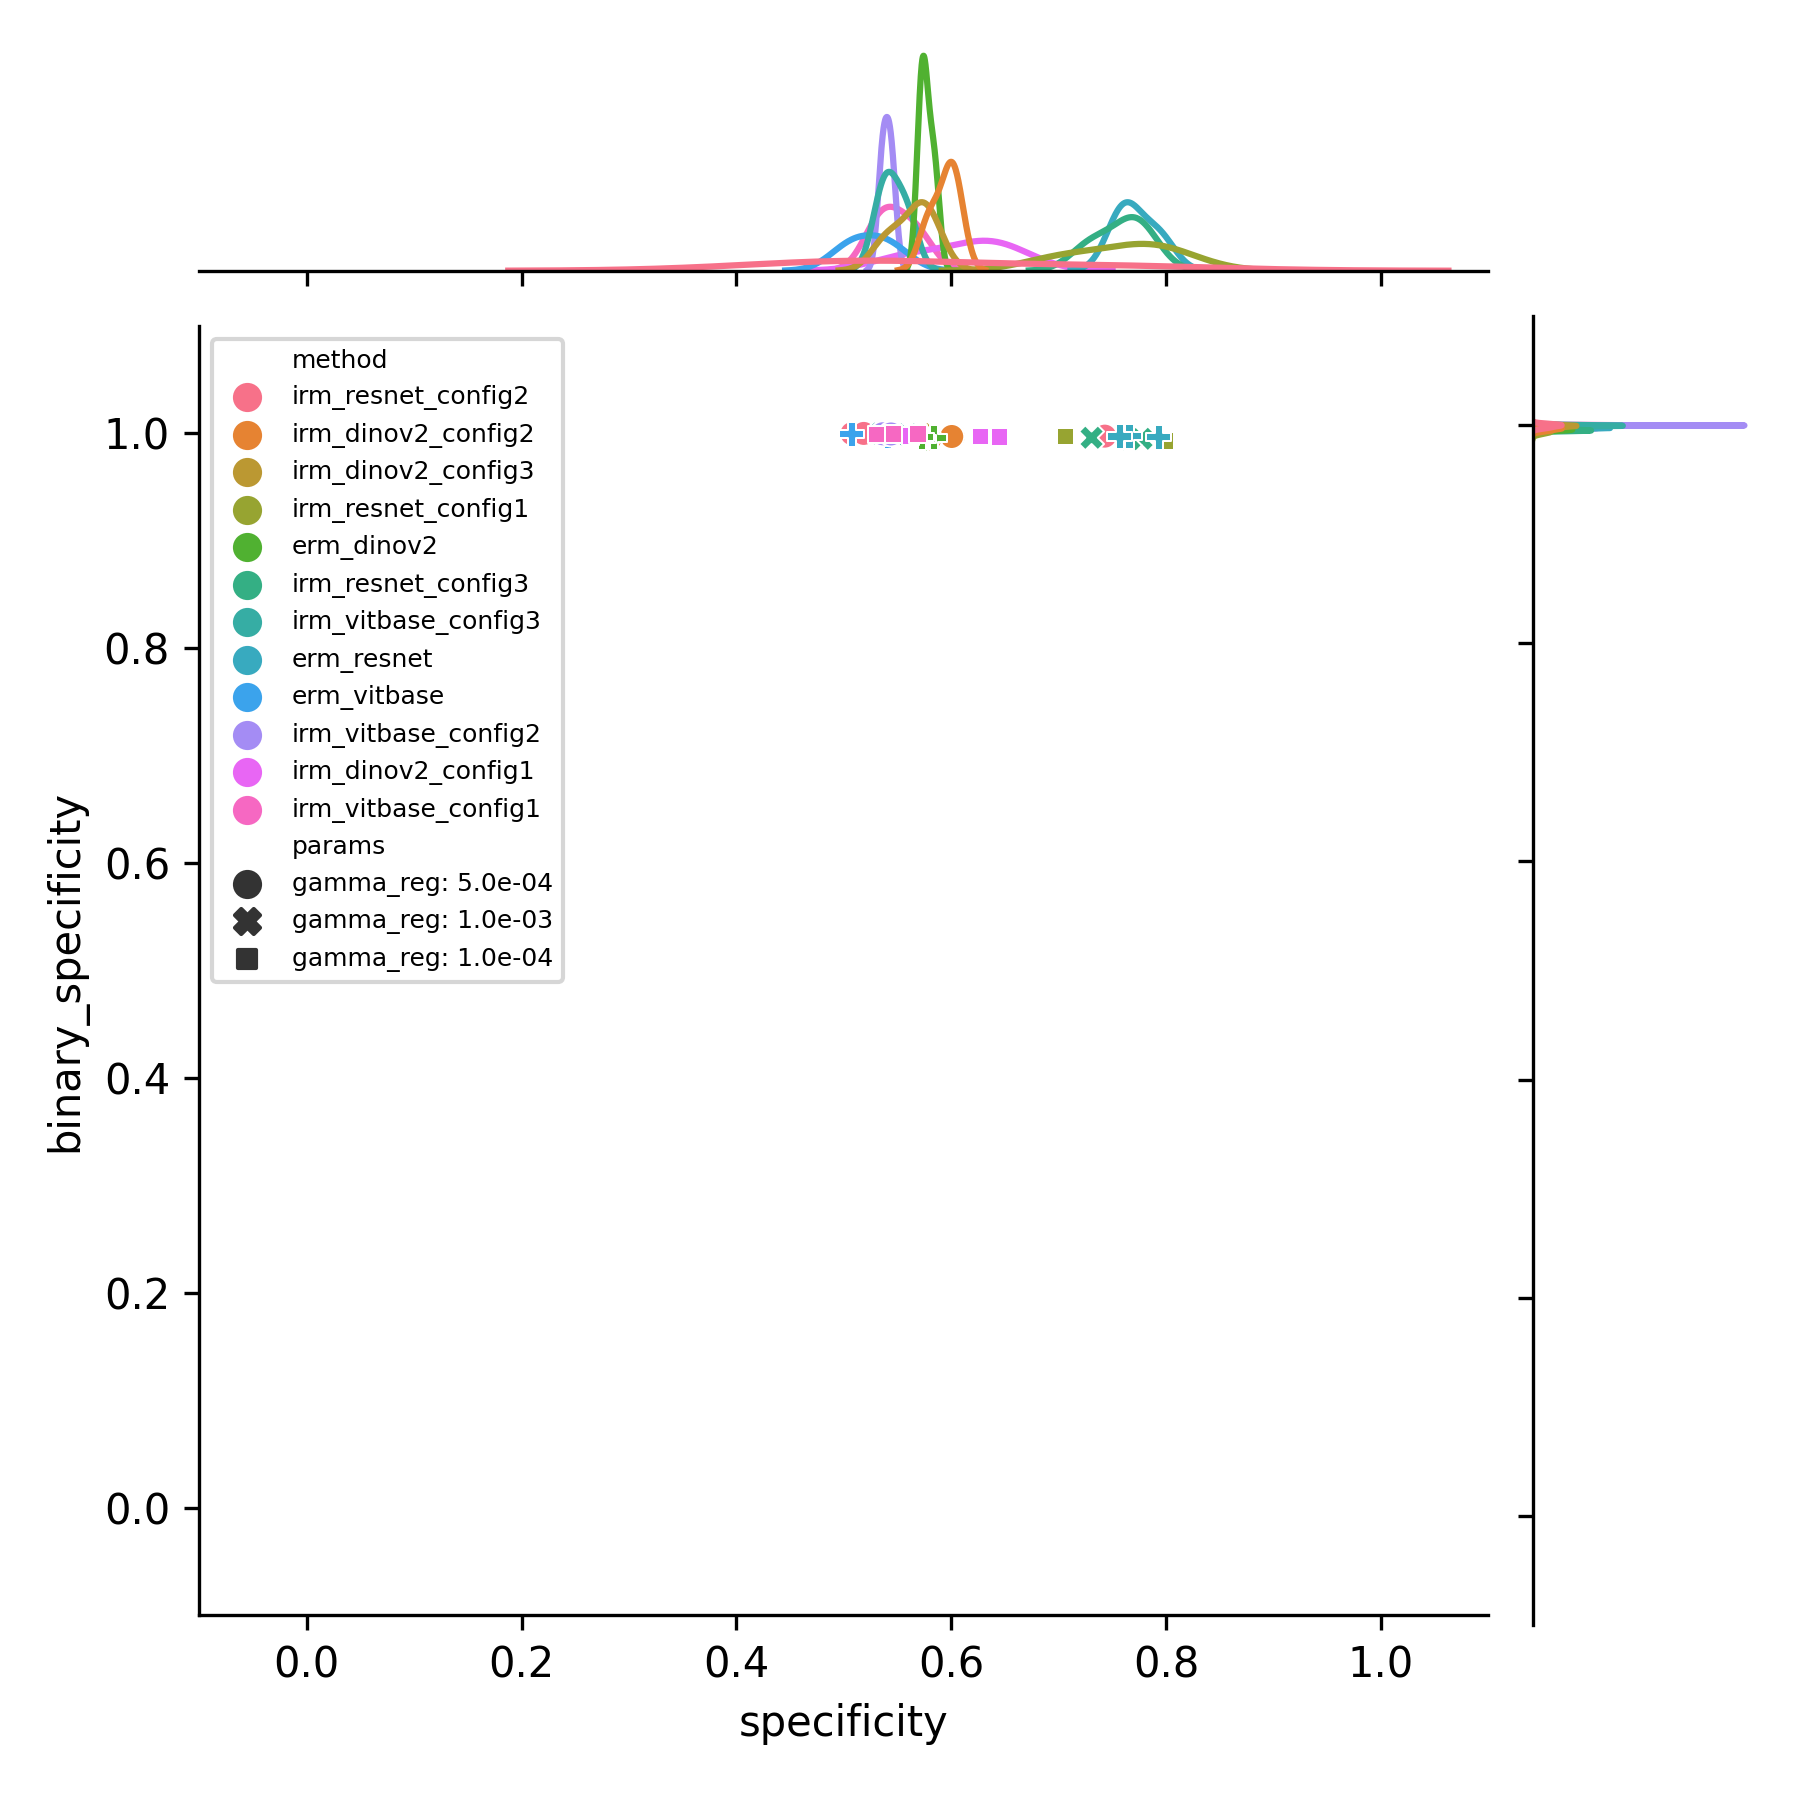 method
irm_resnet_config2
irm_dinov2_config2
irm_dinov2_config3
irm_resnet_config1
erm_dinov2
irm_resnet_config3
irm_vitbase_config3
erm_resnet
erm_vitbase
irm_vitbase_config2
irm_dinov2_config1
irm_vitbase_config1
params
gamma_reg: 5.0e-04
gamma_reg: 1.0e-03
gamma_reg: 1.0e-04
1.0
0.8
0.6
0.4
0.2
0.0
binary_specificity
0.0 0.2 0.4 0.6 0.8 1.0
specificity